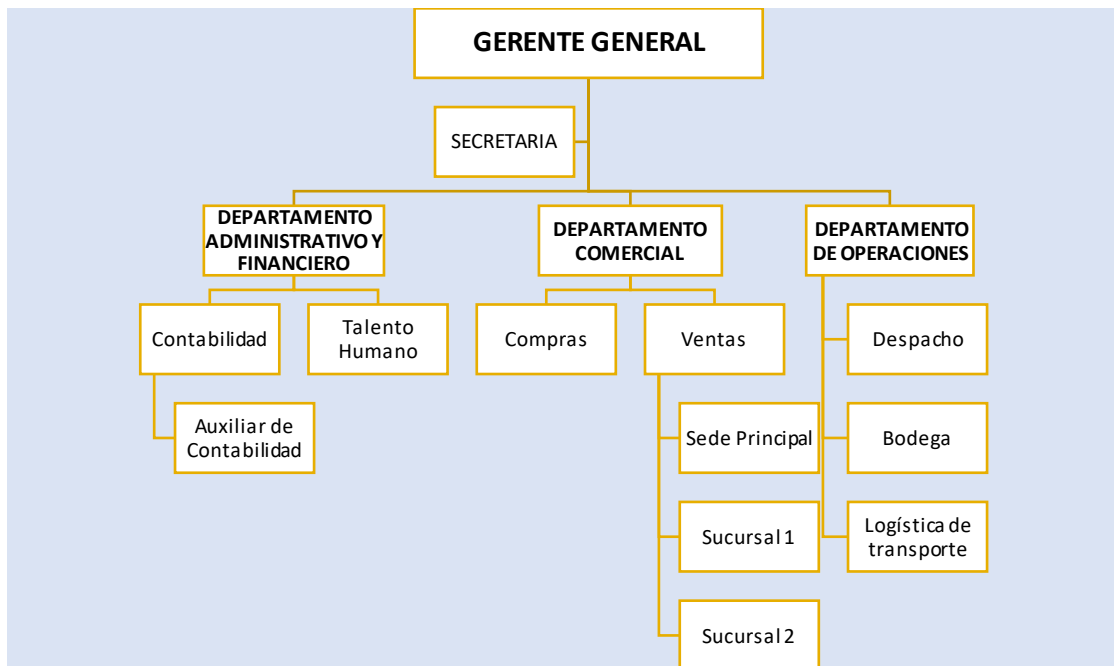 GERENTE GENERAL
SECRETARIA
DEPARTAMENTO
ADMINISTRATIVO Y
FINANCIERO
DEPARTAMENTO
COMERCIAL
DEPARTAMENTO
DE OPERACIONES
Contabilidad
Talento
Humano
Compras
Ventas
Despacho
Auxiliar de
Contabilidad
Sede Principal
Bodega
Sucursal 1
Logística de
transporte
Sucursal 2